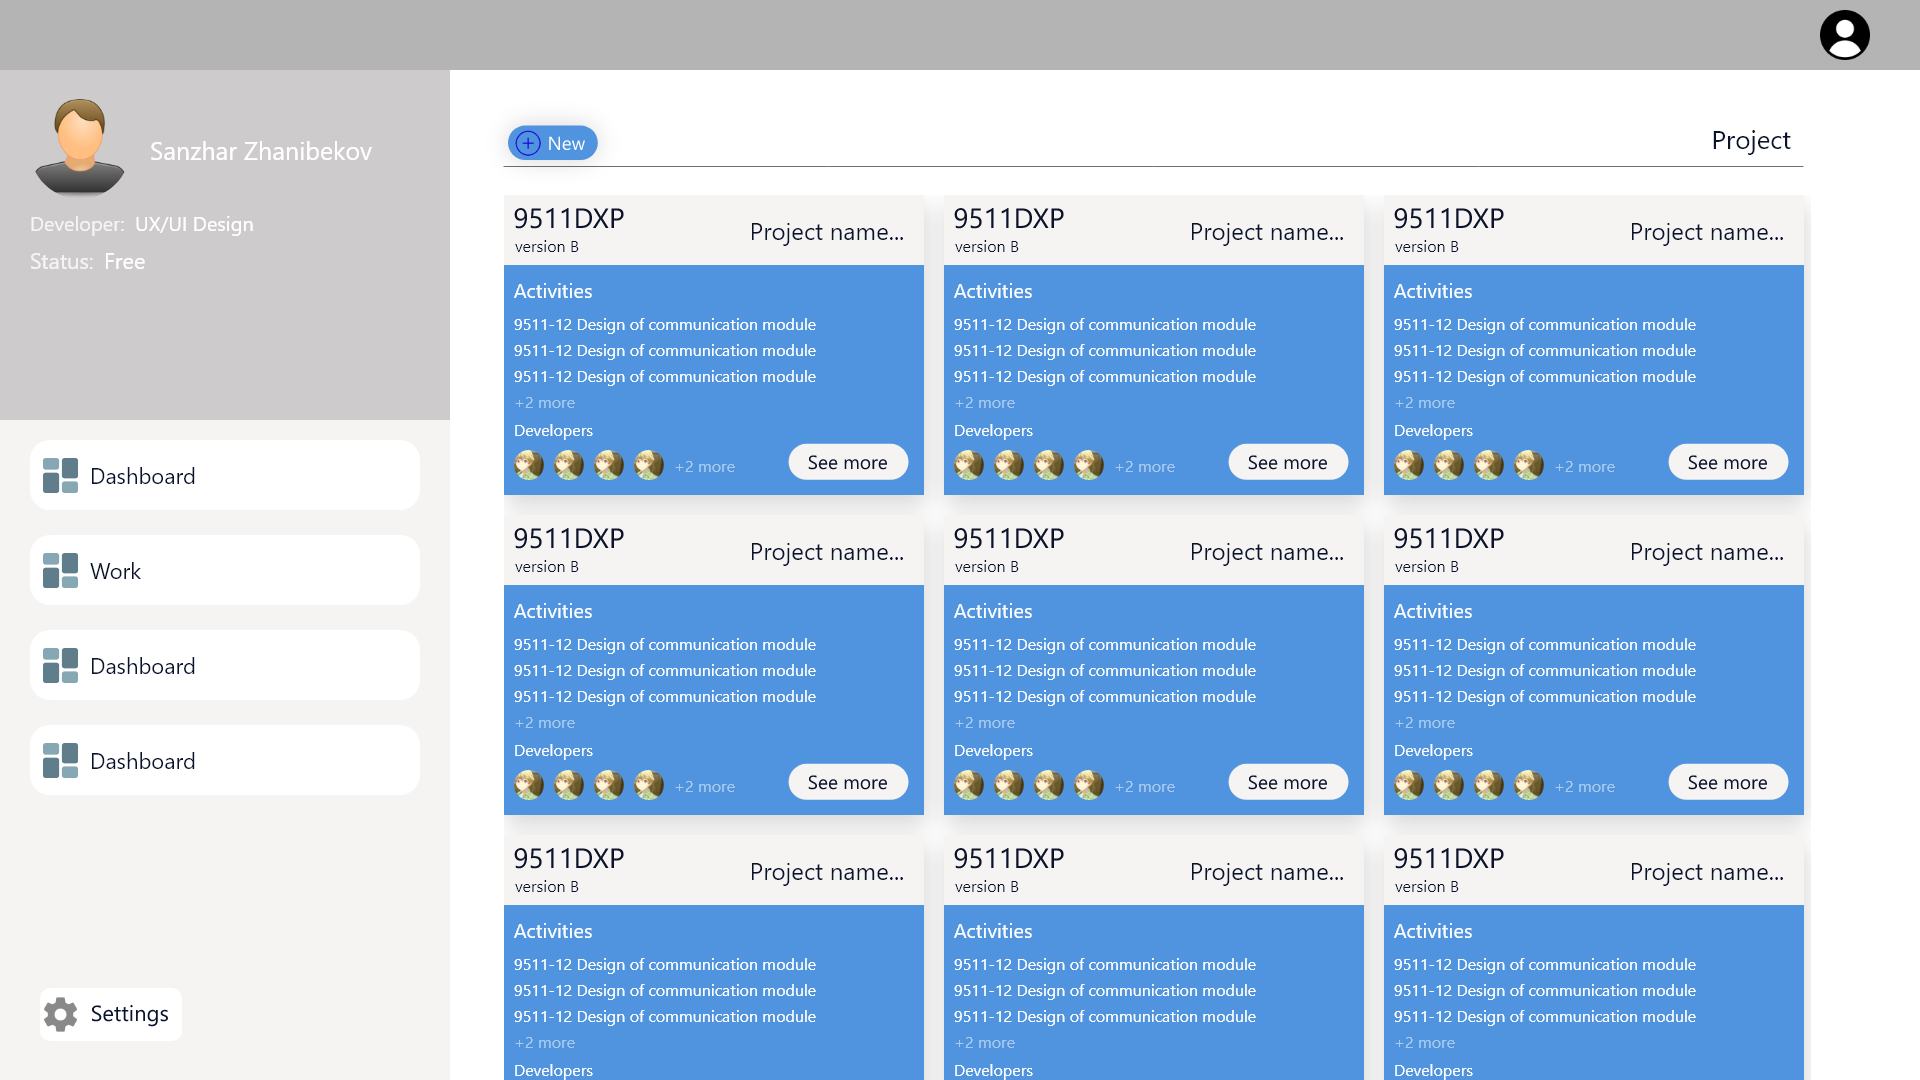 Sanzhar Zhanibekov
Developer: UX/UI Design
Status: Free
Dashboard
Work
Dashboard
Dashboard
Settings
New
Project
9511DXP
version B
Project name...
Activities
9511-12 Design of communication module
9511-12 Design of communication module
9511-12 Design of communication module
+2 more
Developers
+2 more
See more
9511DXP
version B
Project name...
Activities
9511-12 Design of communication module
9511-12 Design of communication module
9511-12 Design of communication module
+2 more
Developers
+2 more
See more
9511DXP
version B
Project name...
Activities
9511-12 Design of communication module
9511-12 Design of communication module
9511-12 Design of communication module
+2 more
Developers
+2 more
See more
9511DXP
version B
Project name...
Activities
9511-12 Design of communication module
9511-12 Design of communication module
9511-12 Design of communication module
+2 more
Developers
+2 more
See more
9511DXP
version B
Project name...
Activities
9511-12 Design of communication module
9511-12 Design of communication module
9511-12 Design of communication module
+2 more
Developers
+2 more
See more
9511DXP
version B
Project name...
Activities
9511-12 Design of communication module
9511-12 Design of communication module
9511-12 Design of communication module
+2 more
Developers
+2 more
See more
9511DXP
version B
Project name...
Activities
9511-12 Design of communication module
9511-12 Design of communication module
9511-12 Design of communication module
+2 more
Developers
9511DXP
version B
Project name...
Activities
9511-12 Design of communication module
9511-12 Design of communication module
9511-12 Design of communication module
+2 more
Developers
9511DXP
version B
Project name...
Activities
9511-12 Design of communication module
9511-12 Design of communication module
9511-12 Design of communication module
+2 more
Developers